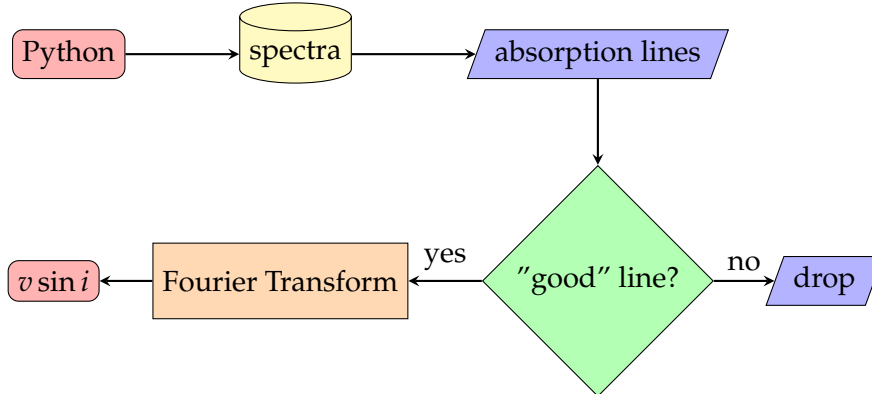 Python
spectra
absorption lines
"good" line?
yes
no
Fourier Transform
v sin i
drop